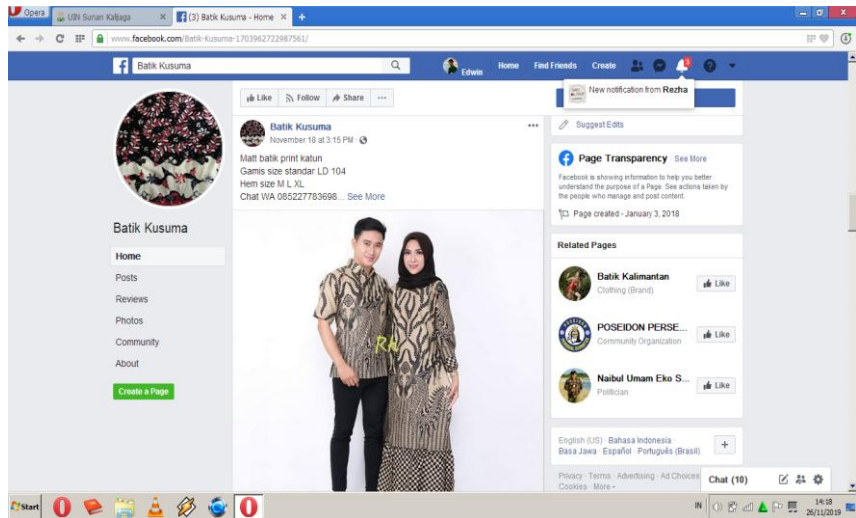 Opera
UIN Sunan Kalijaga
(3) Batik Kusuma - Home
www.facebook.com/Batik-Kusuma-1703962722987561/
Batik Kusuma
Edwin
Home
Find Friends
Create
3
New notification from Rezha
Like
Follow
Share
Batik Kusuma
November 18 at 3:15 PM
Matt batik print katun
Gamis size standar LD 104
Hem size M L XL
Chat WA 085227783698... See More
Batik Kusuma
Home
Posts
Reviews
Photos
Community
About
Create a Page
Suggest Edits
Page Transparency See More
Facebook is showing information to help you better
understand the purpose of a Page. See actions taken by
the people who manage and post content.
Page created - January 3, 2018
Related Pages
Batik Kalimantan
Clothing (Brand)
Like
POSEIDON PERSE...
Community Organization
Like
Naibul Umam Eko S...
Politician
Like
English (US) · Bahasa Indonesia ·
Basa Jawa · Español · Português (Brasil)
Privacy · Terms · Advertising · Ad Choices
Cookies · More
Chat (10)
Start
IN
14:18
26/11/2019